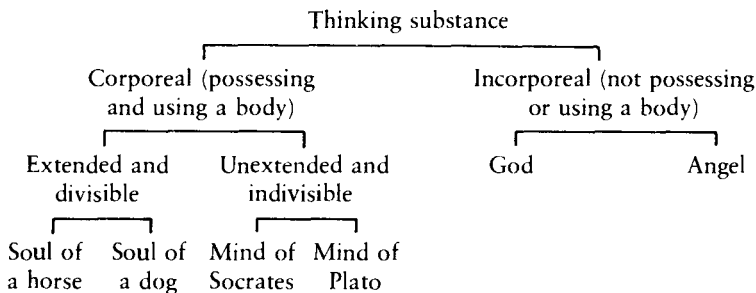 Thinking substance
Corporeal (possessing
and using a body)
Incorporeal (not possessing
or using a body)
Extended and
divisible
Unextended and
indivisible
God
Angel
Soul of
a horse
Soul of
a dog
Mind of
Socrates
Mind of
Plato